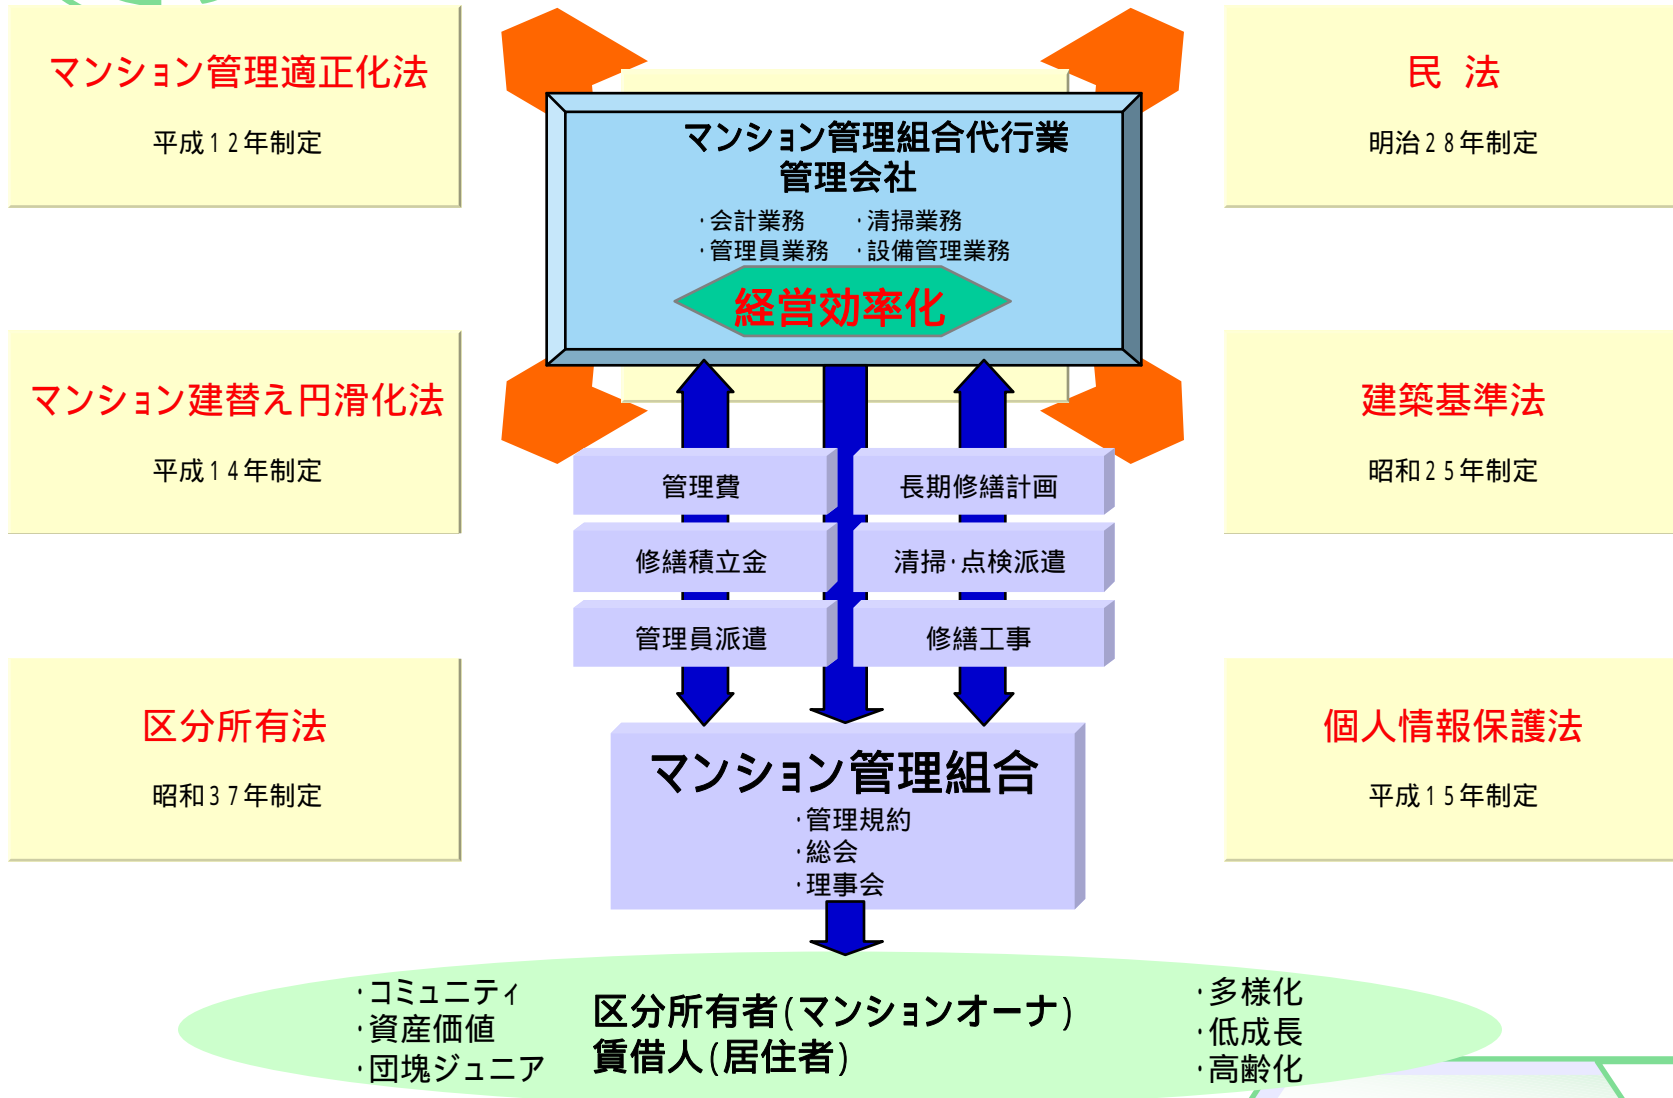 マンション管理適正化法
平成12年制定
マンション建替え円滑化法
平成14年制定
区分所有法
昭和37年制定
マンション管理組合代行業
管理会社
・会計業務 ・清掃業務
・管理員業務 ・設備管理業務
経営効率化
管理費
長期修繕計画
修繕積立金
清掃・点検派遣
管理員派遣
修繕工事
マンション管理組合
・管理規約
・総会
・理事会
民 法
明治28年制定
建築基準法
昭和25年制定
個人情報保護法
平成15年制定
・コミュニティ
・資産価値
・団塊ジュニア
区分所有者(マンションオーナ)
賃借人(居住者)
・多様化
・低成長
・高齢化